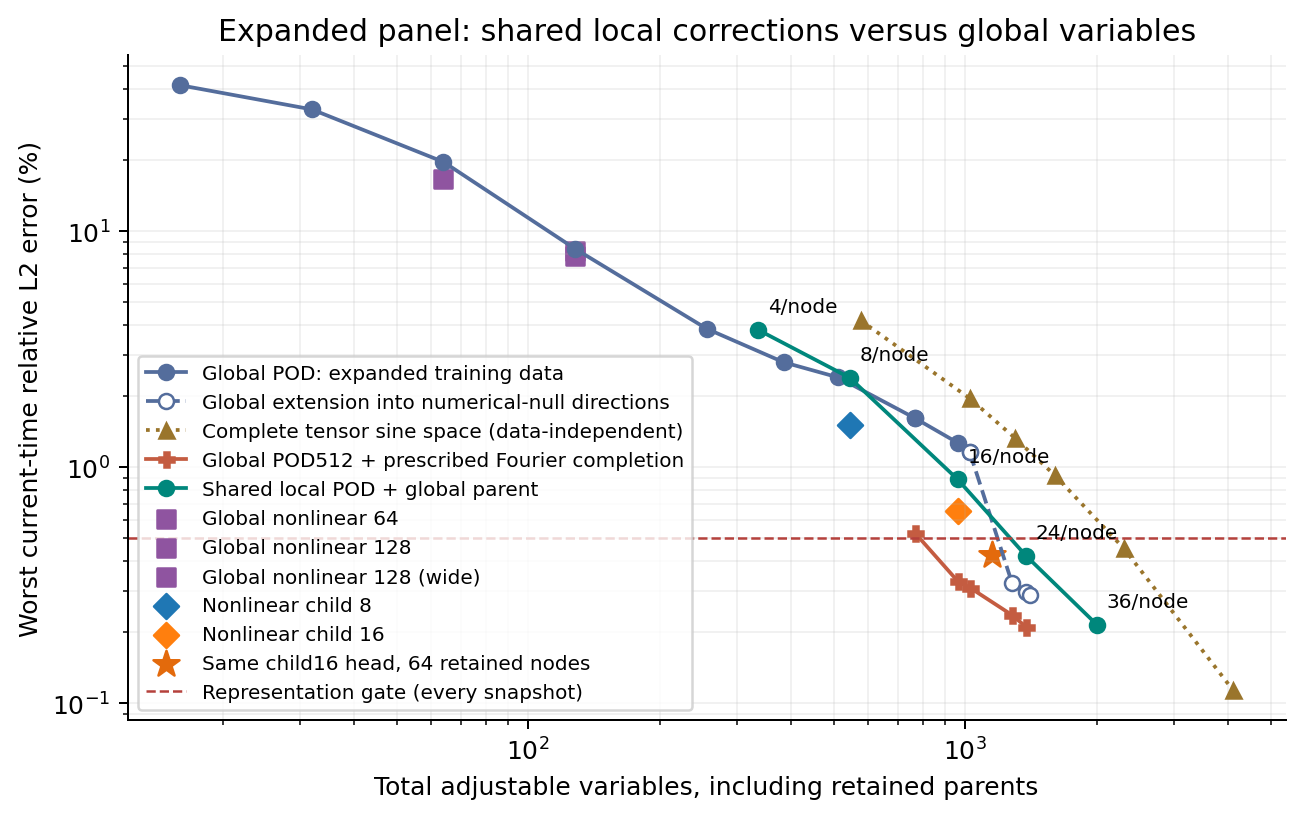 Expanded panel: shared local corrections versus global variables
Worst current-time relative L2 error (%)
10¹
10⁰
10⁻¹
4/node
8/node
16/node
24/node
36/node
Global POD: expanded training data
Global extension into numerical-null directions
Complete tensor sine space (data-independent)
Global POD512 + prescribed Fourier completion
Shared local POD + global parent
Global nonlinear 64
Global nonlinear 128
Global nonlinear 128 (wide)
Nonlinear child 8
Nonlinear child 16
Same child16 head, 64 retained nodes
Representation gate (every snapshot)
10²
10³
Total adjustable variables, including retained parents